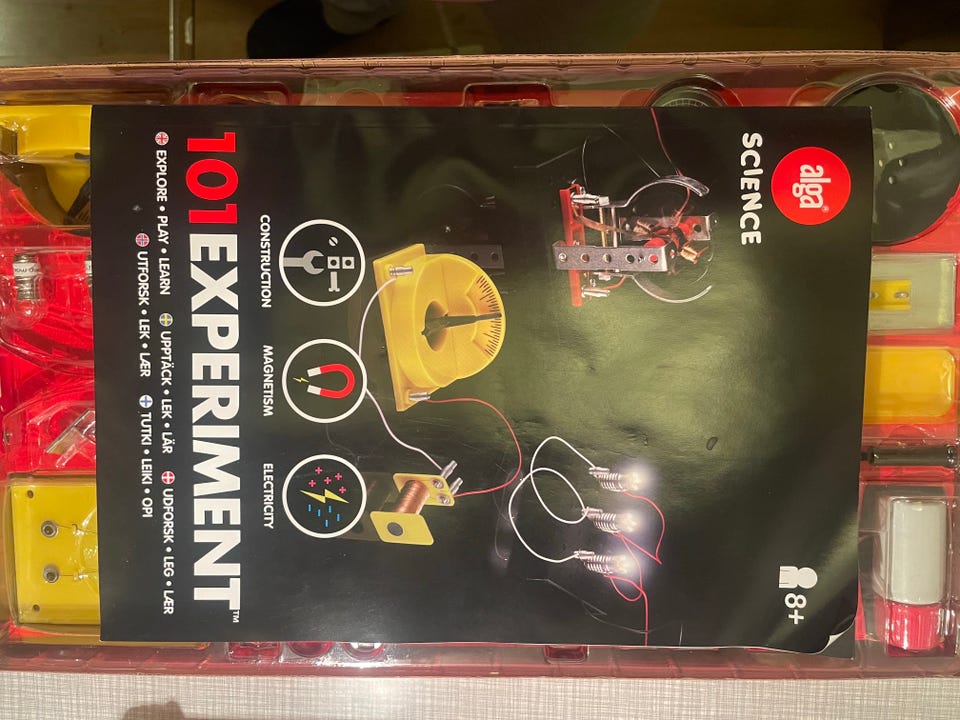 alga®
SCIENCE
8+
CONSTRUCTION
MAGNETISM
ELECTRICITY
101 EXPERIMENT™
EXPLORE • PLAY • LEARN UPPTÄCK • LEK • LÄR UDFORSK • LEG • LÆR
UTFORSK • LEK • LÆR TUTKI • LEIKI • OPI